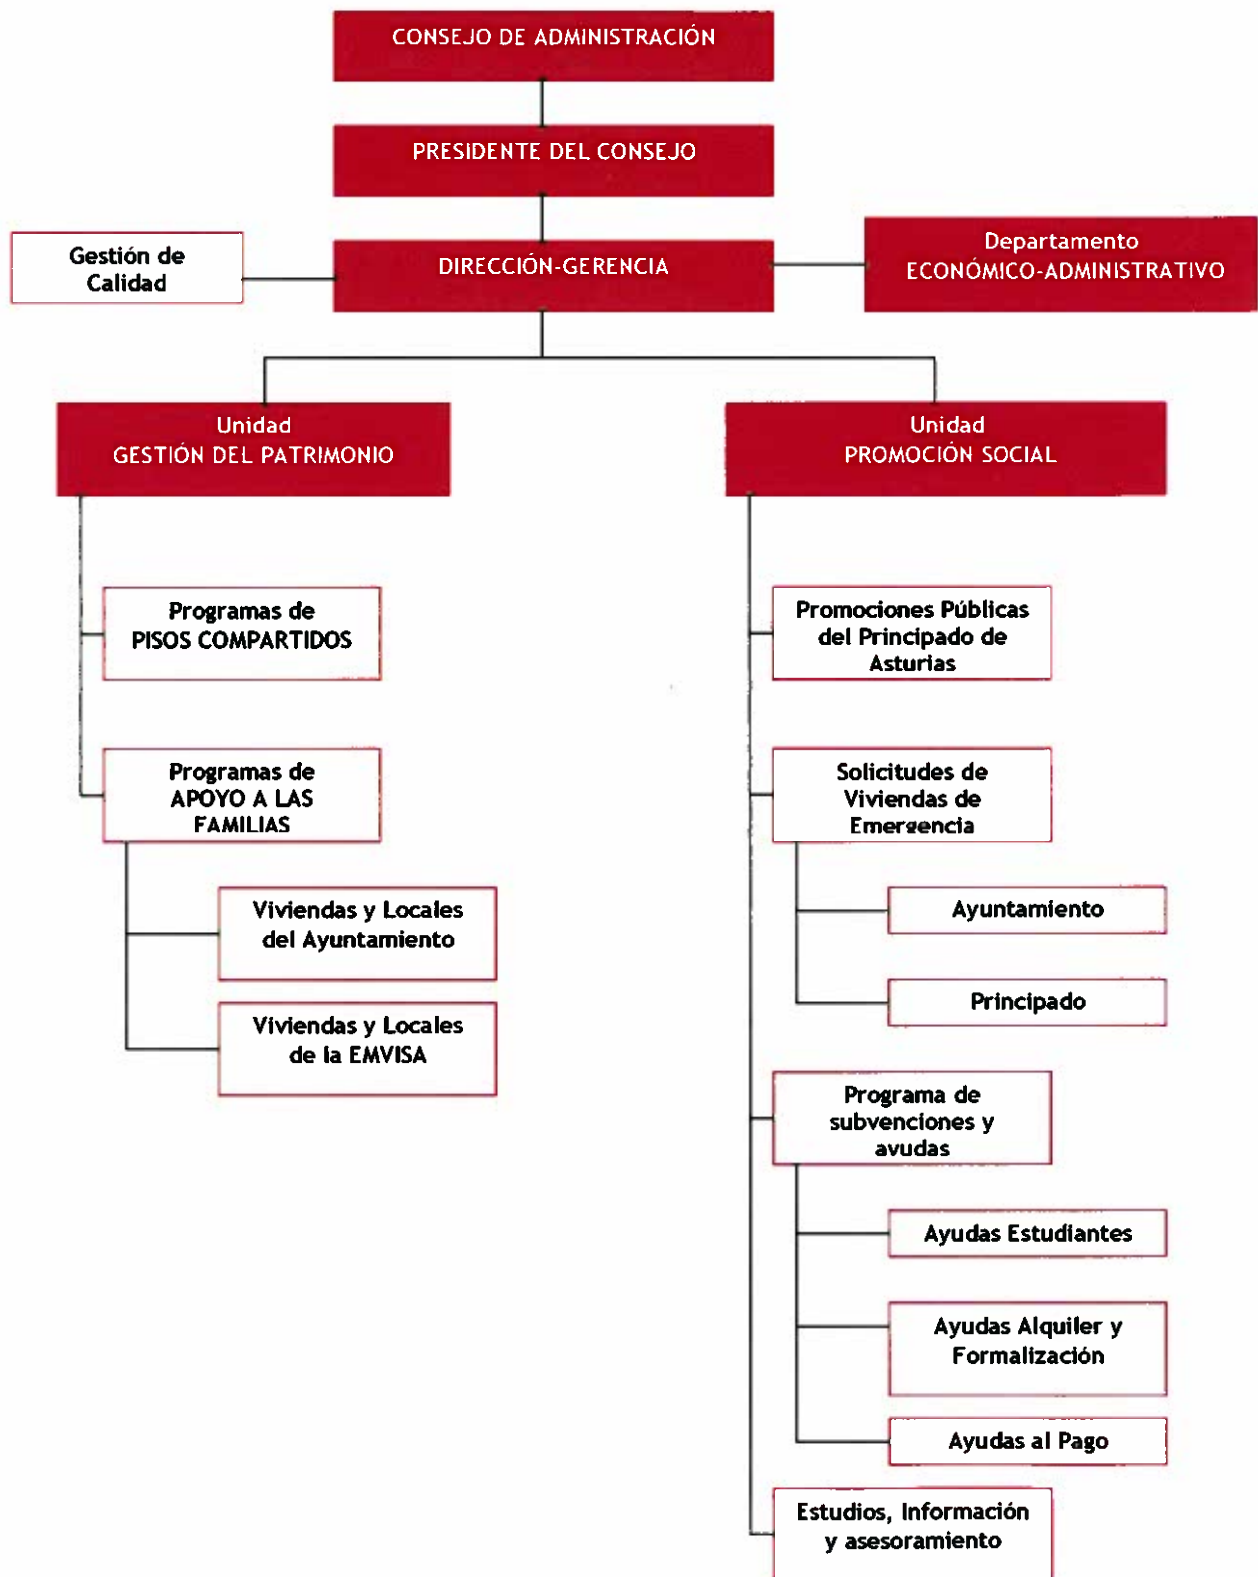 CONSEJO DE ADMINISTRACIÓN
PRESIDENTE DEL CONSEJO
Gestión de
Calidad
DIRECCIÓN-GERENCIA
Departamento
ECONÓMICO-ADMINISTRATIVO
Unidad
GESTIÓN DEL PATRIMONIO
Programas de
PISOS COMPARTIDOS
Programas de
APOYO A LAS
FAMILIAS
Viviendas y Locales
del Ayuntamiento
Viviendas y Locales
de la EMVISA
Unidad
PROMOCIÓN SOCIAL
Promociones Públicas
del Principado de
Asturias
Solicitudes de
Viviendas de
Emergencia
Ayuntamiento
Principado
Programa de
subvenciones y
ayudas
Ayudas Estudiantes
Ayudas Alquiler y
Formalización
Ayudas al Pago
Estudios, Información
y asesoramiento